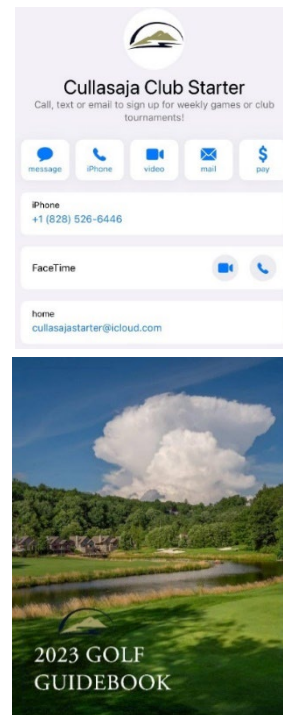 Cullasaja Club Starter
Call, text or email to sign up for weekly games or club
tournaments!
message
iPhone
video
mail
pay
iPhone
+1 (828) 526-6446
FaceTime
home
cullasajastarter@icloud.com
2023 GOLF
GUIDEBOOK